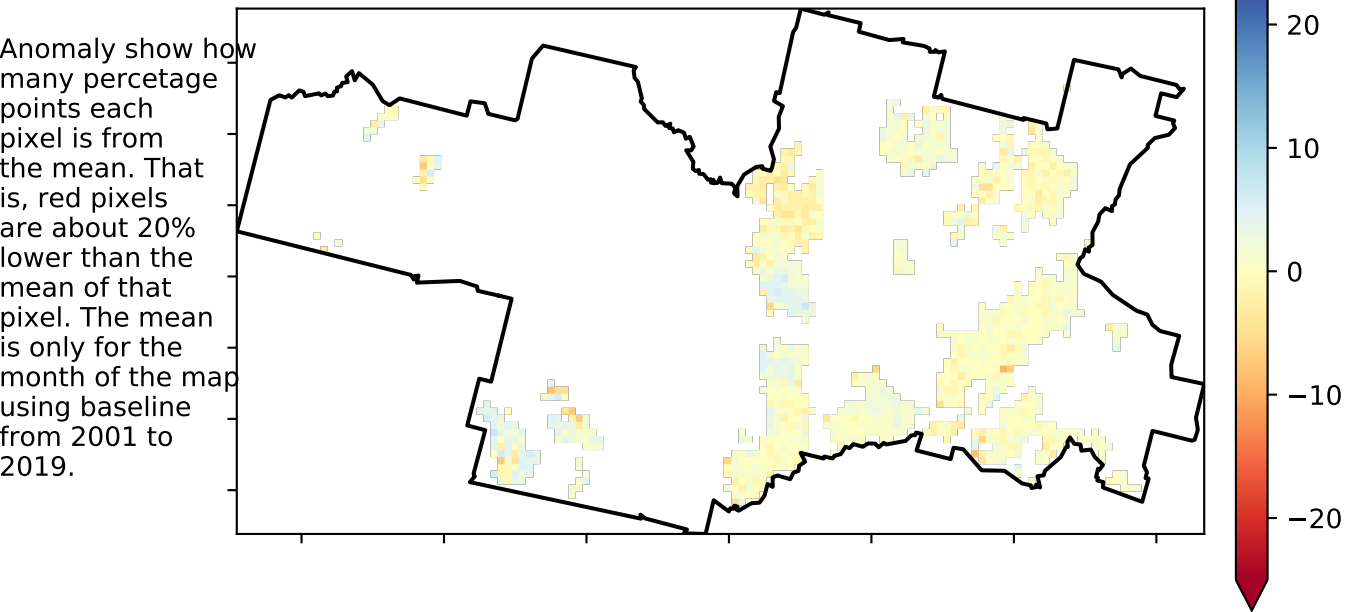 Anomaly show how
many percetage
points each
pixel is from
the mean. That
is, red pixels
are about 20%
lower than the
mean of that
pixel. The mean
is only for the
month of the map
using baseline
from 2001 to
2019.
20
10
0
−10
−20